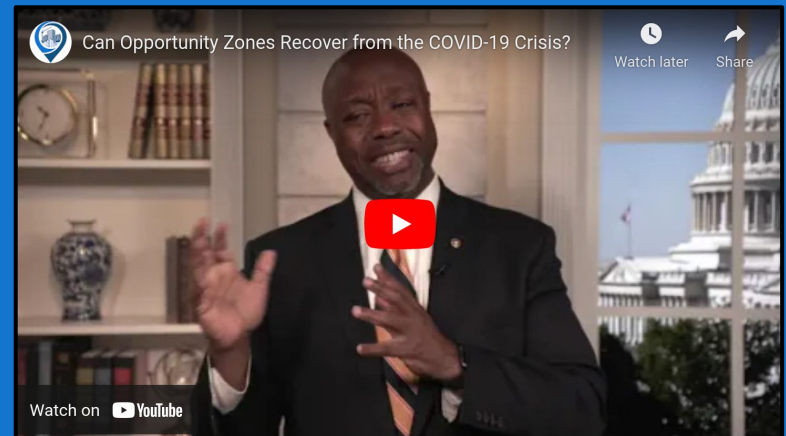 Can Opportunity Zones Recover from the COVID-19 Crisis?
Watch later
Share
Watch on YouTube